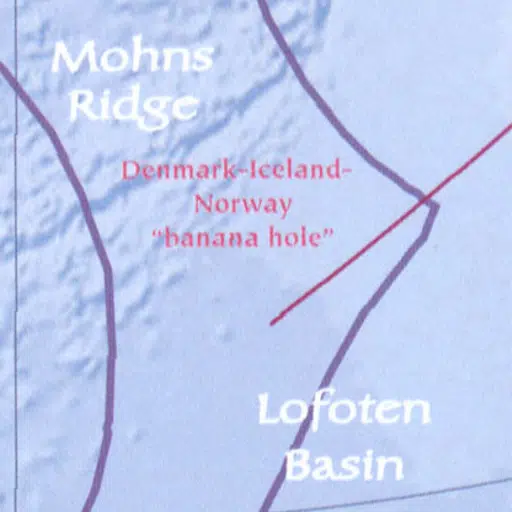 Mohns
Ridge
Denmark-Iceland-
Norway
"banana hole"
Lofoten
Basin